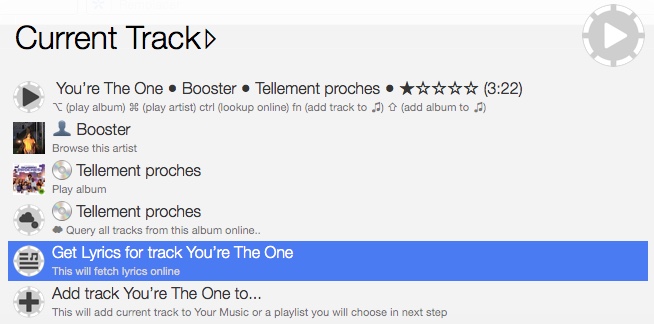 Current Track▹
You're The One ● Booster ● Tellement proches ● ★☆☆☆☆ (3:22)
⌥ (play album) ⌘ (play artist) ctrl (lookup online) fn (add track to ♫) ⇧ (add album to ♫)
👤 Booster
Browse this artist
💿 Tellement proches
Play album
💿 Tellement proches
☁ Query all tracks from this album online..
Get Lyrics for track You're The One
This will fetch lyrics online
Add track You're The One to...
This will add current track to Your Music or a playlist you will choose in next step